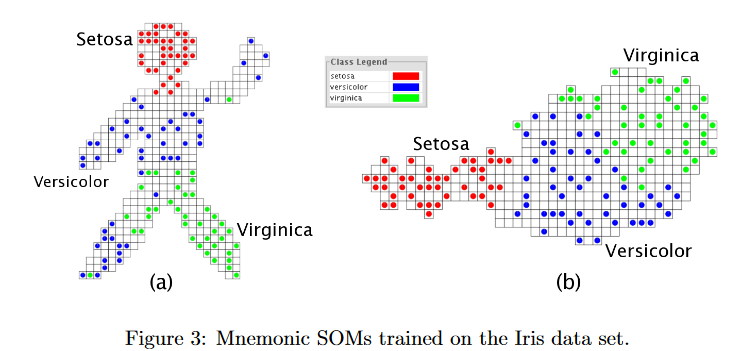 Setosa
Versicolor
Virginica
(a)
Class Legend
setosa
versicolor
virginica
Virginica
Setosa
Versicolor
(b)
Figure 3: Mnemonic SOMs trained on the Iris data set.